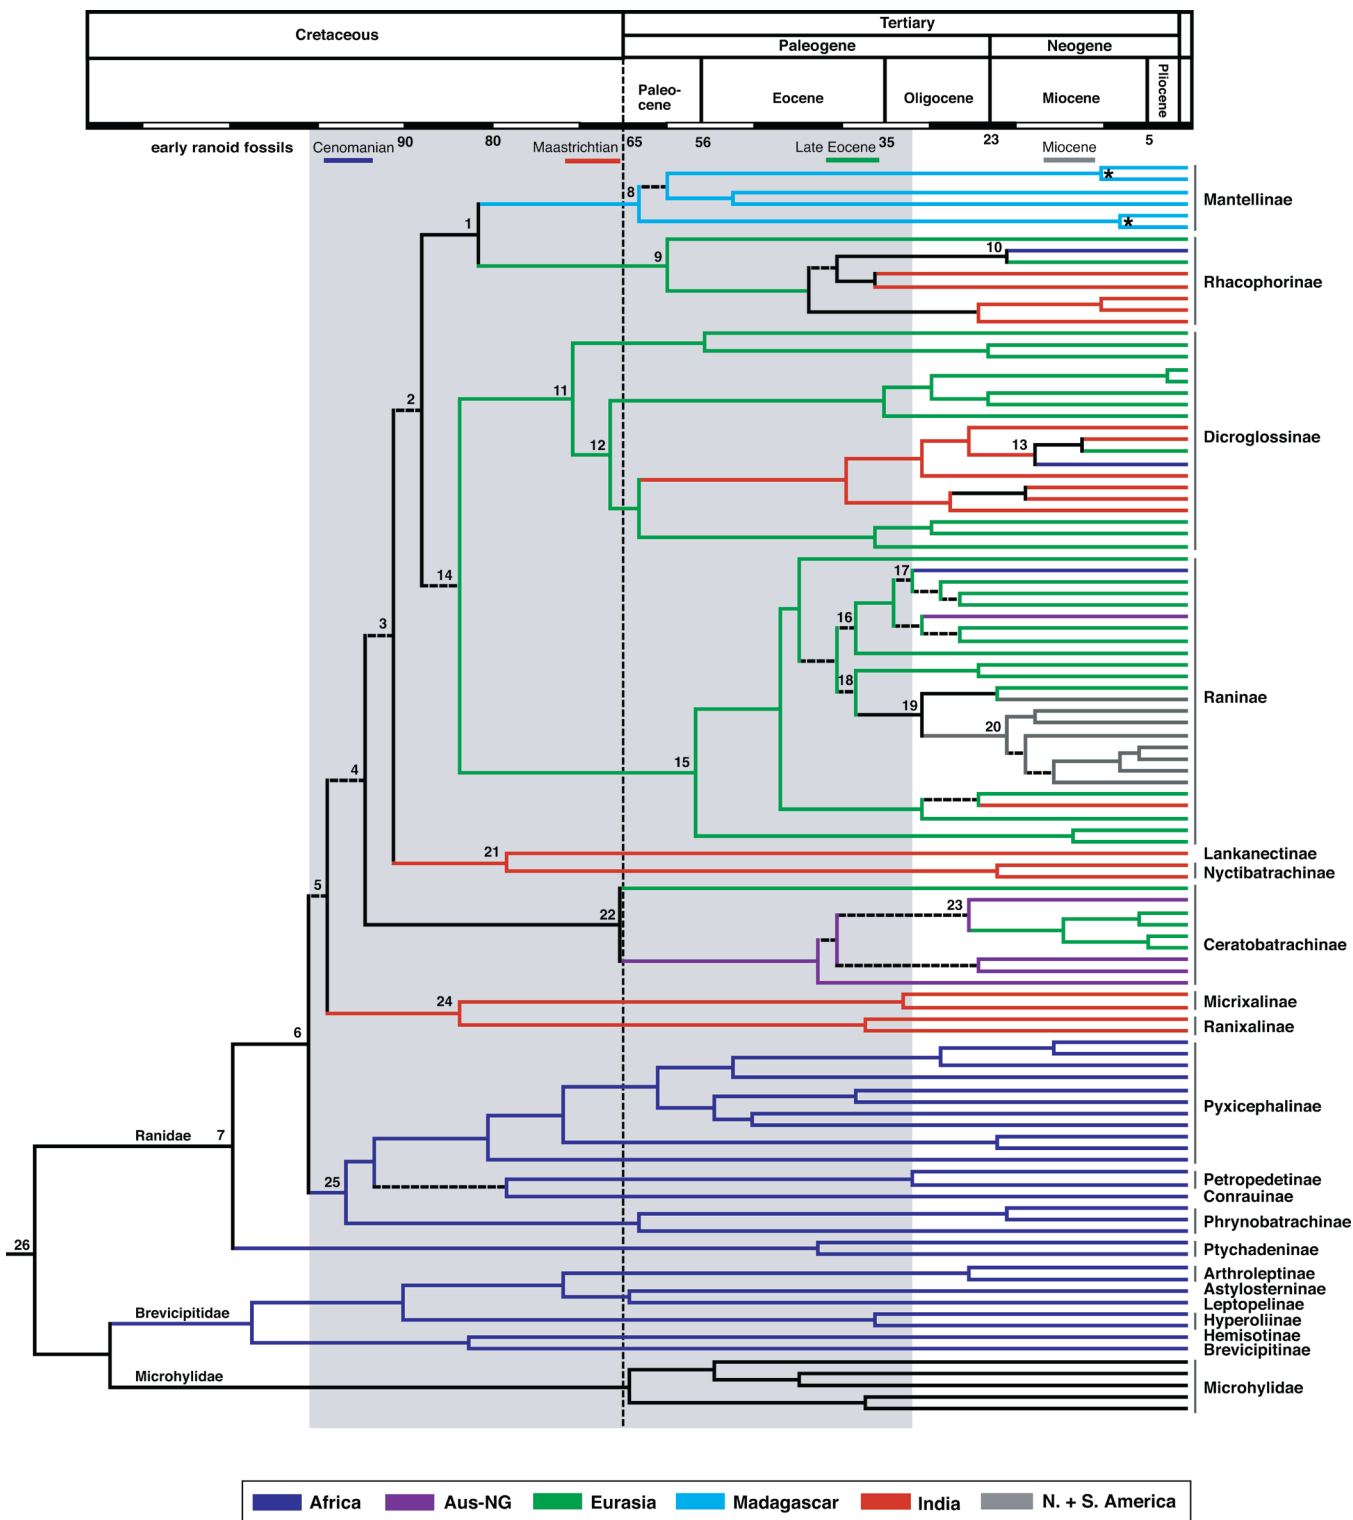 Cretaceous
Tertiary
Paleogene
Neogene
Paleo-
cene
Eocene
Oligocene
Miocene
Pliocene
90
80
65
56
35
23
5
early ranoid fossils
Cenomanian
Maastrichtian
Late Eocene
Miocene
8
*
Mantellinae
*
1
9
10
Rhacophorinae
2
11
12
13
Dicroglossinae
14
17
16
18
19
20
Raninae
3
15
4
21
Lankanectinae
Nyctibatrachinae
5
22
23
Ceratobatrachinae
24
Micrixalinae
Ranixalinae
6
Pyxicephalinae
Ranidae
7
25
Petropedetinae
Conrauinae
Phrynobatrachinae
26
Ptychadeninae
Arthroleptinae
Astylosterninae
Leptopelinae
Brevicipitidae
Hyperoliinae
Hemisotinae
Brevicipitinae
Microhylidae
Microhylidae
Africa
Aus-NG
Eurasia
Madagascar
India
N. + S. America